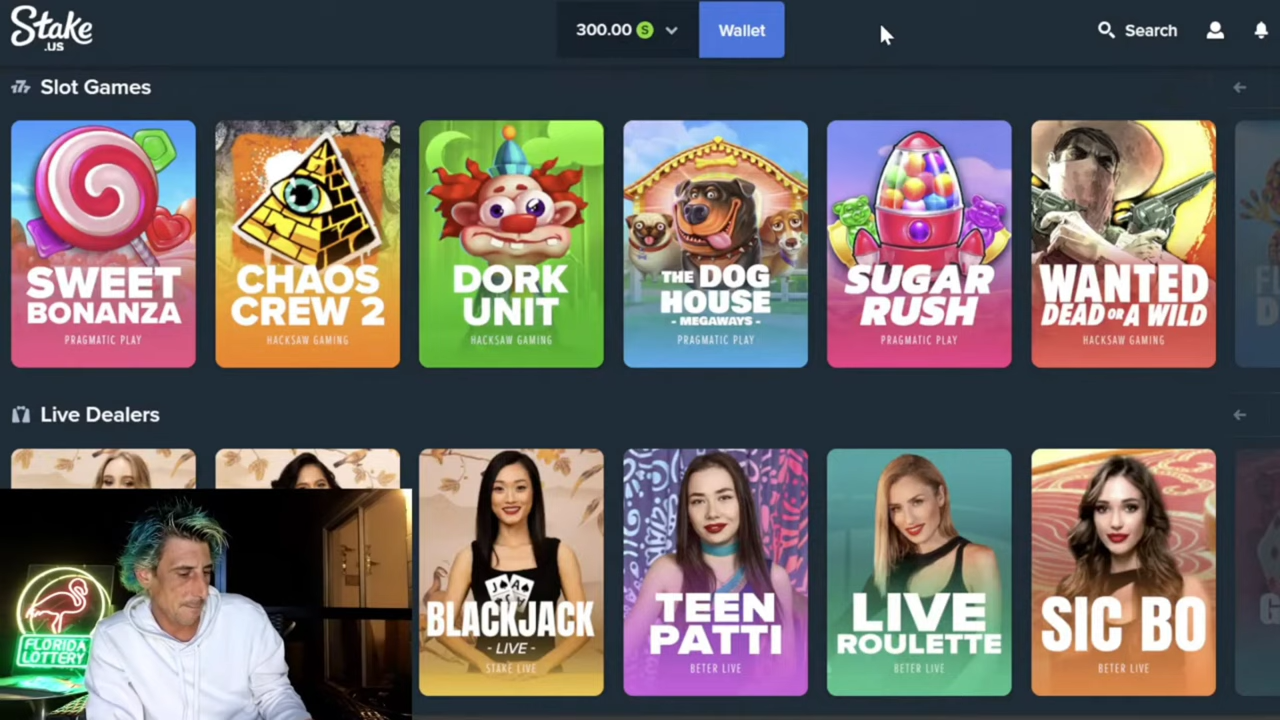 Stake
.us
300.00 S
Wallet
Search
Slot Games
SWEET
BONANZA
PRAGMATIC PLAY
CHAOS
CREW 2
HACKSAW GAMING
DORK
UNIT
HACKSAW GAMING
THE DOG
HOUSE
- MEGAWAYS -
PRAGMATIC PLAY
SUGAR
RUSH
PRAGMATIC PLAY
WANTED
DEAD OR A WILD
HACKSAW GAMING
Live Dealers
FLORIDA
LOTTERY
J A
BLACKJACK
- LIVE -
STAKE LIVE
TEEN
PATTI
BETER LIVE
LIVE
ROULETTE
BETER LIVE
SIC BO
BETER LIVE